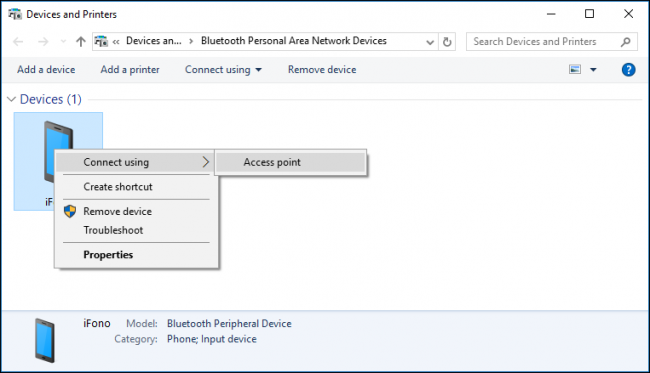 Devices and Printers
« Devices an... > Bluetooth Personal Area Network Devices
Search Devices and Printers
Add a device Add a printer Connect using Remove device
Devices (1)
Connect using
Access point
Create shortcut
iF
Remove device
Troubleshoot
Properties
iFono Model: Bluetooth Peripheral Device
Category: Phone; Input device